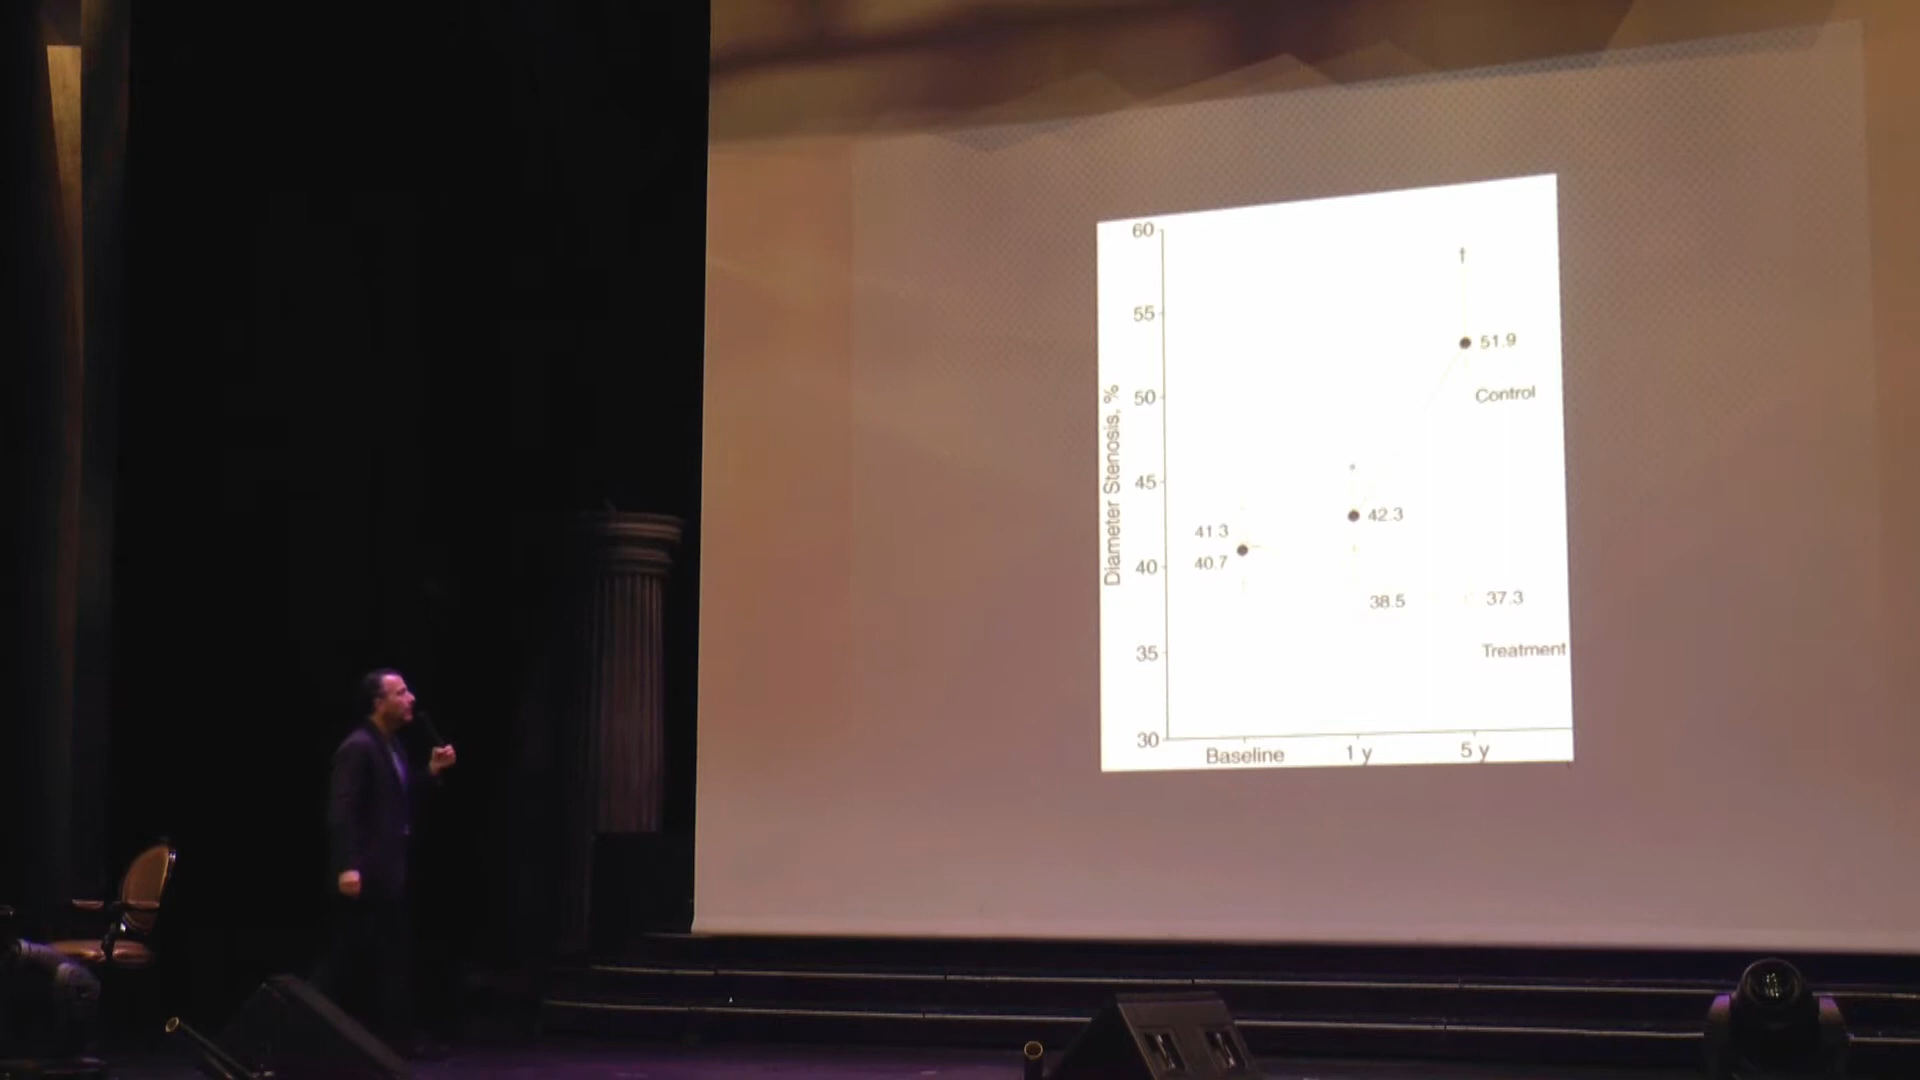 60
†
55
51.9
50
Control
45
*
42.3
41.3
40.7
40
38.5
37.3
35
Treatment
30
Baseline
1 y
5 y
Diameter Stenosis, %